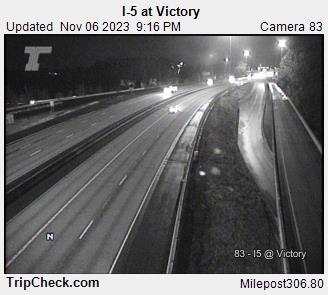 I-5 at Victory
Updated Nov 06 2023 9:16 PM Camera 83
T
N
83 - I5 @ Victory
TripCheck.com Milepost306.80